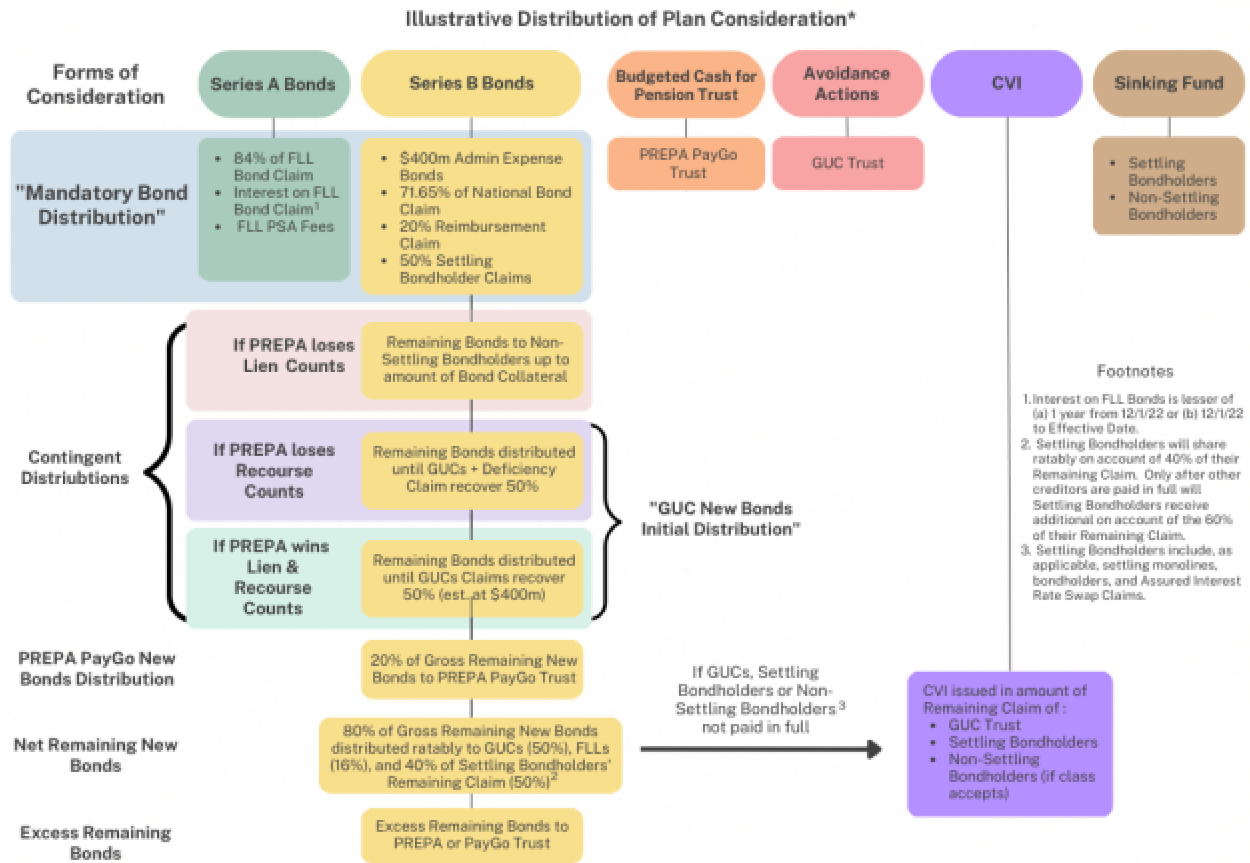 Illustrative Distribution of Plan Consideration*
Forms of
Consideration
Series A Bonds
Series B Bonds
Budgeted Cash for
Pension Trust
Avoidance
Actions
CVI
Sinking Fund
"Mandatory Bond
Distribution"
• 84% of FLL
Bond Claim
• Interest on FLL
Bond Claim¹
• FLL PSA Fees
• $400m Admin Expense
Bonds
• 71.65% of National Bond
Claim
• 20% Reimbursement
Claim
• 50% Settling
Bondholder Claims
PREPA PayGo
Trust
GUC Trust
• Settling
Bondholders
• Non-Settling
Bondholders
Contingent
Distriubtions
If PREPA loses
Lien Counts
Remaining Bonds to Non-
Settling Bondholders up to
amount of Bond Collateral
If PREPA loses
Recourse
Counts
Remaining Bonds distributed
until GUCs + Deficiency
Claim recover 50%
If PREPA wins
Lien &
Recourse
Counts
Remaining Bonds distributed
until GUCs Claims recover
50% (est. at $400m)
"GUC New Bonds
Initial Distribution"
Footnotes
1. Interest on FLL Bonds is lesser of
(a) 1 year from 12/1/22 or (b) 12/1/22
to Effective Date.
2. Settling Bondholders will share
ratably on account of 40% of their
Remaining Claim. Only after other
creditors are paid in full will
Settling Bondholders receive
additional on account of the 60%
of their Remaining Claim.
3. Settling Bondholders include, as
applicable, settling monolines,
bondholders, and Assured Interest
Rate Swap Claims.
PREPA PayGo New
Bonds Distribution
20% of Gross Remaining New
Bonds to PREPA PayGo Trust
Net Remaining New
Bonds
80% of Gross Remaining New Bonds
distributed ratably to GUCs (50%), FLLs
(16%), and 40% of Settling Bondholders'
Remaining Claim (50%)²
If GUCs, Settling
Bondholders or Non-
Settling Bondholders³
not paid in full
CVI issued in amount of
Remaining Claim of :
• GUC Trust
• Settling Bondholders
• Non-Settling
Bondholders (if class
accepts)
Excess Remaining
Bonds
Excess Remaining Bonds to
PREPA or PayGo Trust